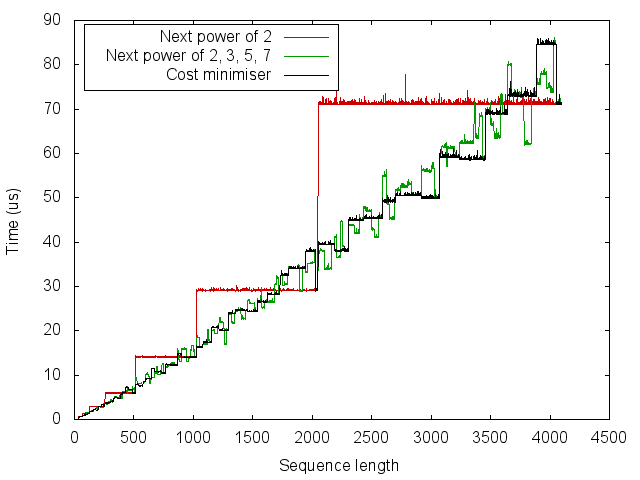 90
80
70
60
50
40
30
20
10
0
Time (us)
Next power of 2
Next power of 2, 3, 5, 7
Cost minimiser
0 500 1000 1500 2000 2500 3000 3500 4000 4500
Sequence length